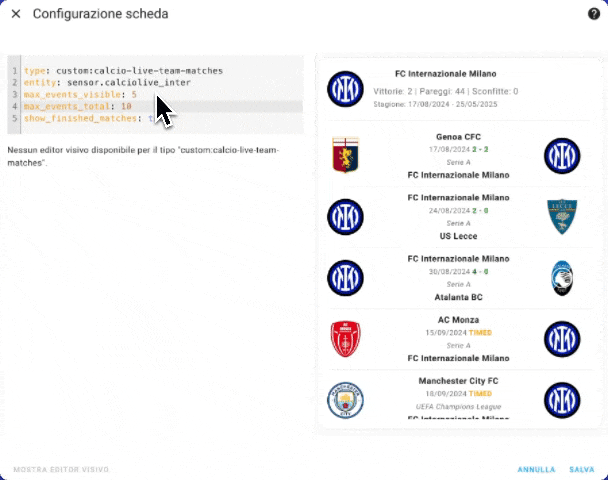 Configurazione scheda
1 type: custom:calcio-live-team-matches
2 entity: sensor.calciolive_inter
3 max_events_visible: 5
4 max_events_total: 10
5 show_finished_matches:
Nessun editor visivo disponibile per il tipo "custom:calcio-live-team-
matches".
FC Internazionale Milano
Vittorie: 2 | Pareggi: 44 | Sconfitte: 0
Stagione: 17/08/2024 - 25/05/2025
Genoa CFC
17/08/2024 2 - 2
Serie A
FC Internazionale Milano
FC Internazionale Milano
24/08/2024 2 - 0
Serie A
US Lecce
FC Internazionale Milano
30/08/2024 4 - 0
Serie A
Atalanta BC
AC Monza
15/09/2024 TIMED
Serie A
FC Internazionale Milano
Manchester City FC
18/09/2024 TIMED
UEFA Champions League
FC Internazionale Milano
MOSTRA EDITOR VISIVO
ANNULLA SALVA